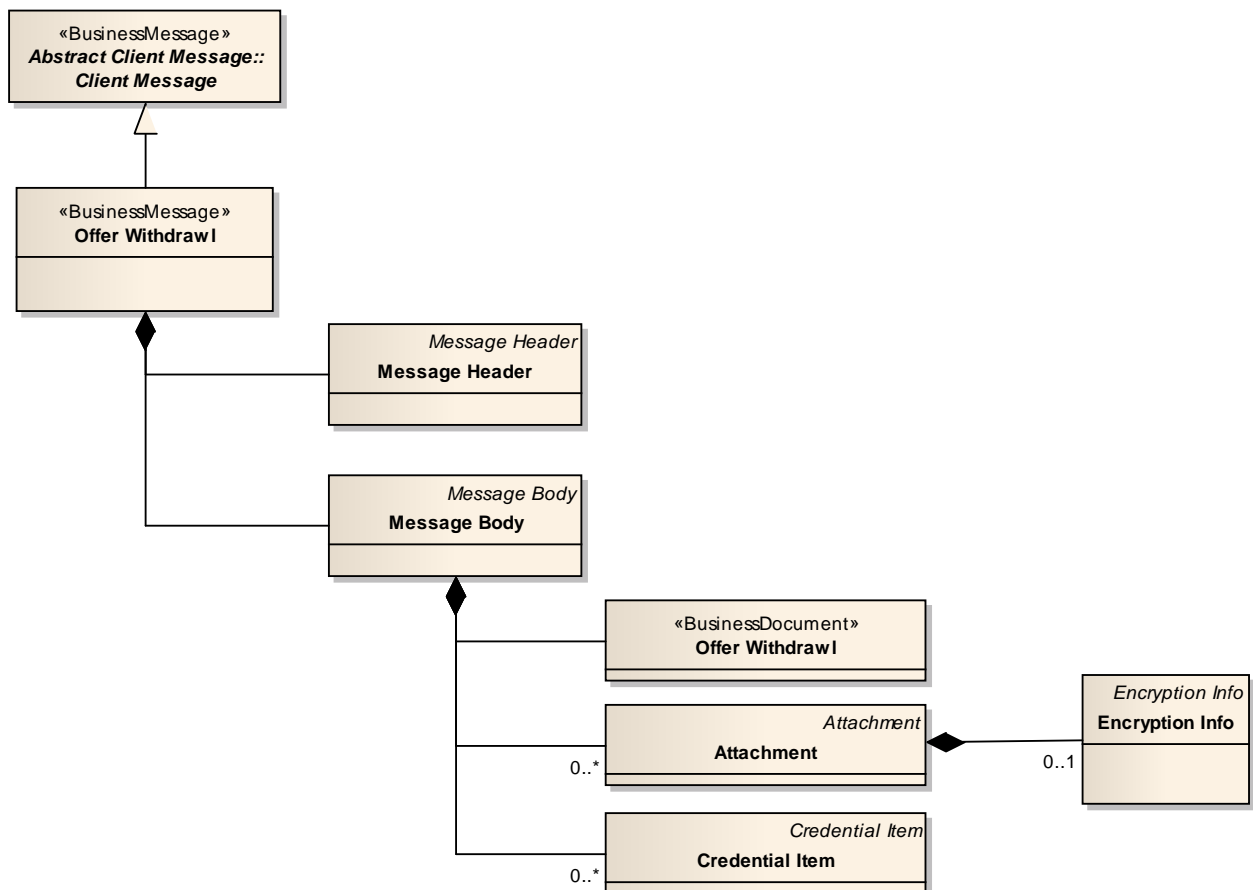 «BusinessMessage»
Abstract Client Message::
Client Message
«BusinessMessage»
Offer Withdrawl
Message Header
Message Header
Message Body
Message Body
«BusinessDocument»
Offer Withdrawl
Attachment
Attachment
0..*
Encryption Info
Encryption Info
0..1
Credential Item
Credential Item
0..*